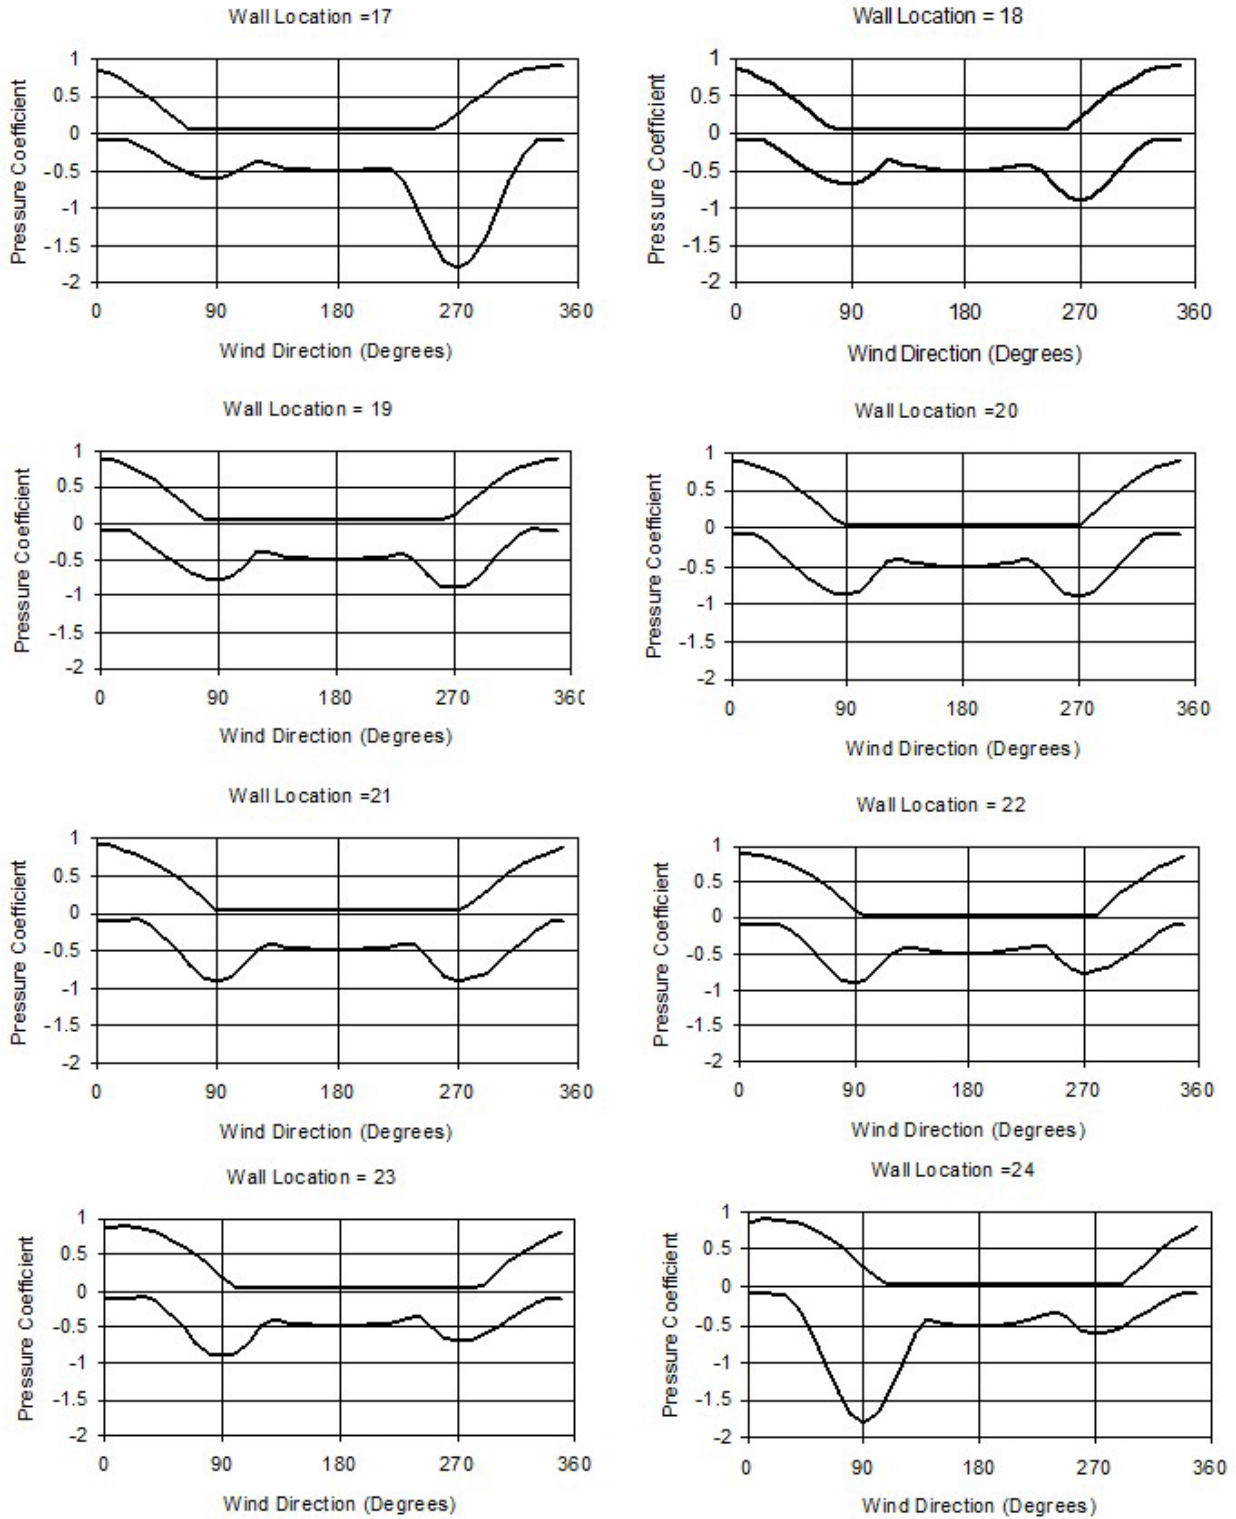 Wall Location =17
1
0.5
0
-0.5
-1
-1.5
-2
Pressure Coefficient
0 90 180 270 360
Wind Direction (Degrees)
Wall Location = 18
1
0.5
0
-0.5
-1
-1.5
-2
Pressure Coefficient
0 90 180 270 360
Wind Direction (Degrees)
Wall Location = 19
1
0.5
0
-0.5
-1
-1.5
-2
Pressure Coefficient
0 90 180 270 360
Wind Direction (Degrees)
Wall Location =20
1
0.5
0
-0.5
-1
-1.5
-2
Pressure Coefficient
0 90 180 270 360
Wind Direction (Degrees)
Wall Location =21
1
0.5
0
-0.5
-1
-1.5
-2
Pressure Coefficient
0 90 180 270 360
Wind Direction (Degrees)
Wall Location = 22
1
0.5
0
-0.5
-1
-1.5
-2
Pressure Coefficient
0 90 180 270 360
Wind Direction (Degrees)
Wall Location = 23
1
0.5
0
-0.5
-1
-1.5
-2
Pressure Coefficient
0 90 180 270 360
Wind Direction (Degrees)
Wall Location =24
1
0.5
0
-0.5
-1
-1.5
-2
Pressure Coefficient
0 90 180 270 360
Wind Direction (Degrees)